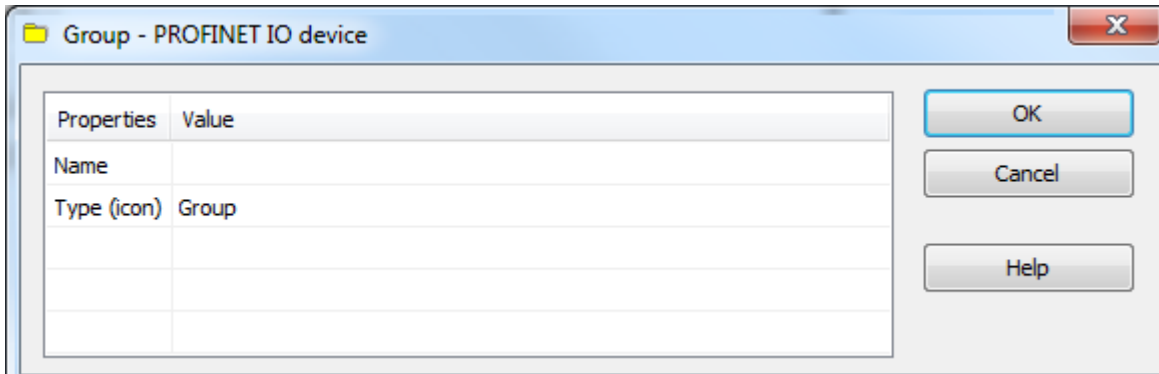 Group - PROFINET IO device
Properties Value
OK
Name
Cancel
Type (icon) Group
Help